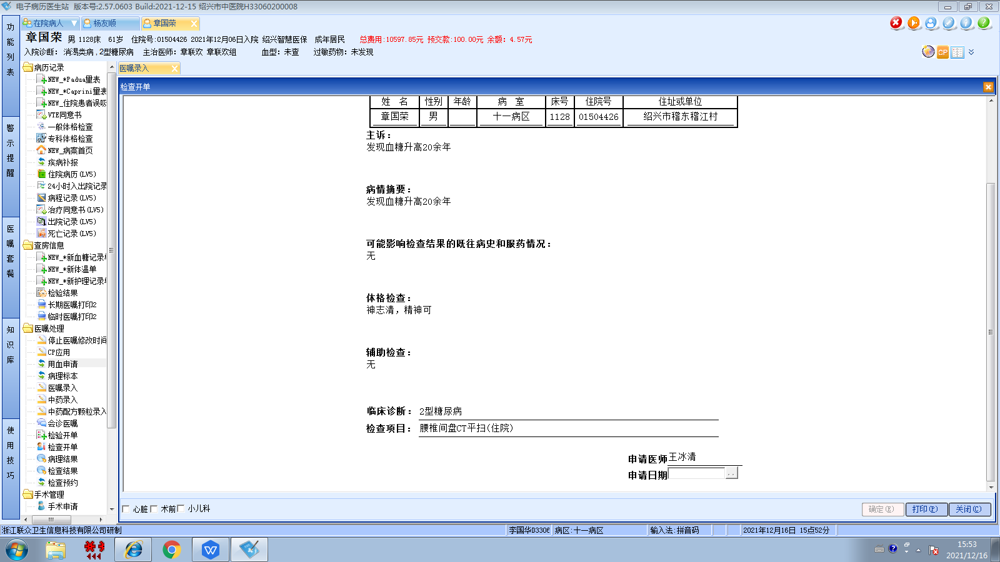 电子病历医生站 版本号:2.57.0603 Build:2021-12-15 绍兴市中医院H33060200008
在院病人 杨友顺 章国荣
章国荣 男 1128床 61岁 住院号:01504426 2021年12月06日入院 绍兴智慧医保 成年居民 总费用:10597.85元 预交款:100.00元 余额: 4.57元
入院诊断: 消渴类病,2型糖尿病 主治医师: 章联欢 章联欢组 血型: 未查 过敏药物: 未发现
CP
功能列表
警示提醒
医嘱套餐
知识库
使用技巧
病历记录
NEW_*Padua量表
NEW_*Caprini量表
NEW_住院患者误吸
VTE同意书
一般体格检查
专科体格检查
NEW_病案首页
疾病补报
住院病历(LV5)
24小时入出院记录
病程记录(LV5)
治疗同意书(LV5)
出院记录(LV5)
死亡记录(LV5)
查房信息
NEW_*新血糖记录单
NEW_*新体温单
NEW_*新护理记录单
检验结果
长期医嘱打印2
临时医嘱打印2
医嘱处理
停止医嘱修改时间
CP应用
用血申请
病理标本
医嘱录入
中药录入
中药配方颗粒录入
会诊医嘱
检验开单
检查开单
病理结果
检查结果
检查预约
手术管理
手术申请
医嘱录入
检查开单
姓 名 性别 年龄 病 室 床号 住院号 住址或单位
章国荣 男 十一病区 1128 01504426 绍兴市稽东稽江村
主诉:
发现血糖升高20余年
病情摘要:
发现血糖升高20余年
可能影响检查结果的既往病史和服药情况:
无
体格检查:
神志清，精神可
辅助检查:
无
临床诊断: 2型糖尿病
检查项目: 腰椎间盘CT平扫(住院)
申请医师 王冰清
申请日期 ..
心脏 术前 小儿科
确定(E) 打印(P) 关闭(C)
浙江联众卫生信息科技有限公司研制 李国华D3306 病区:十一病区 输入法:拼音码 2021年12月16日 15点52分
15:53
2021/12/16